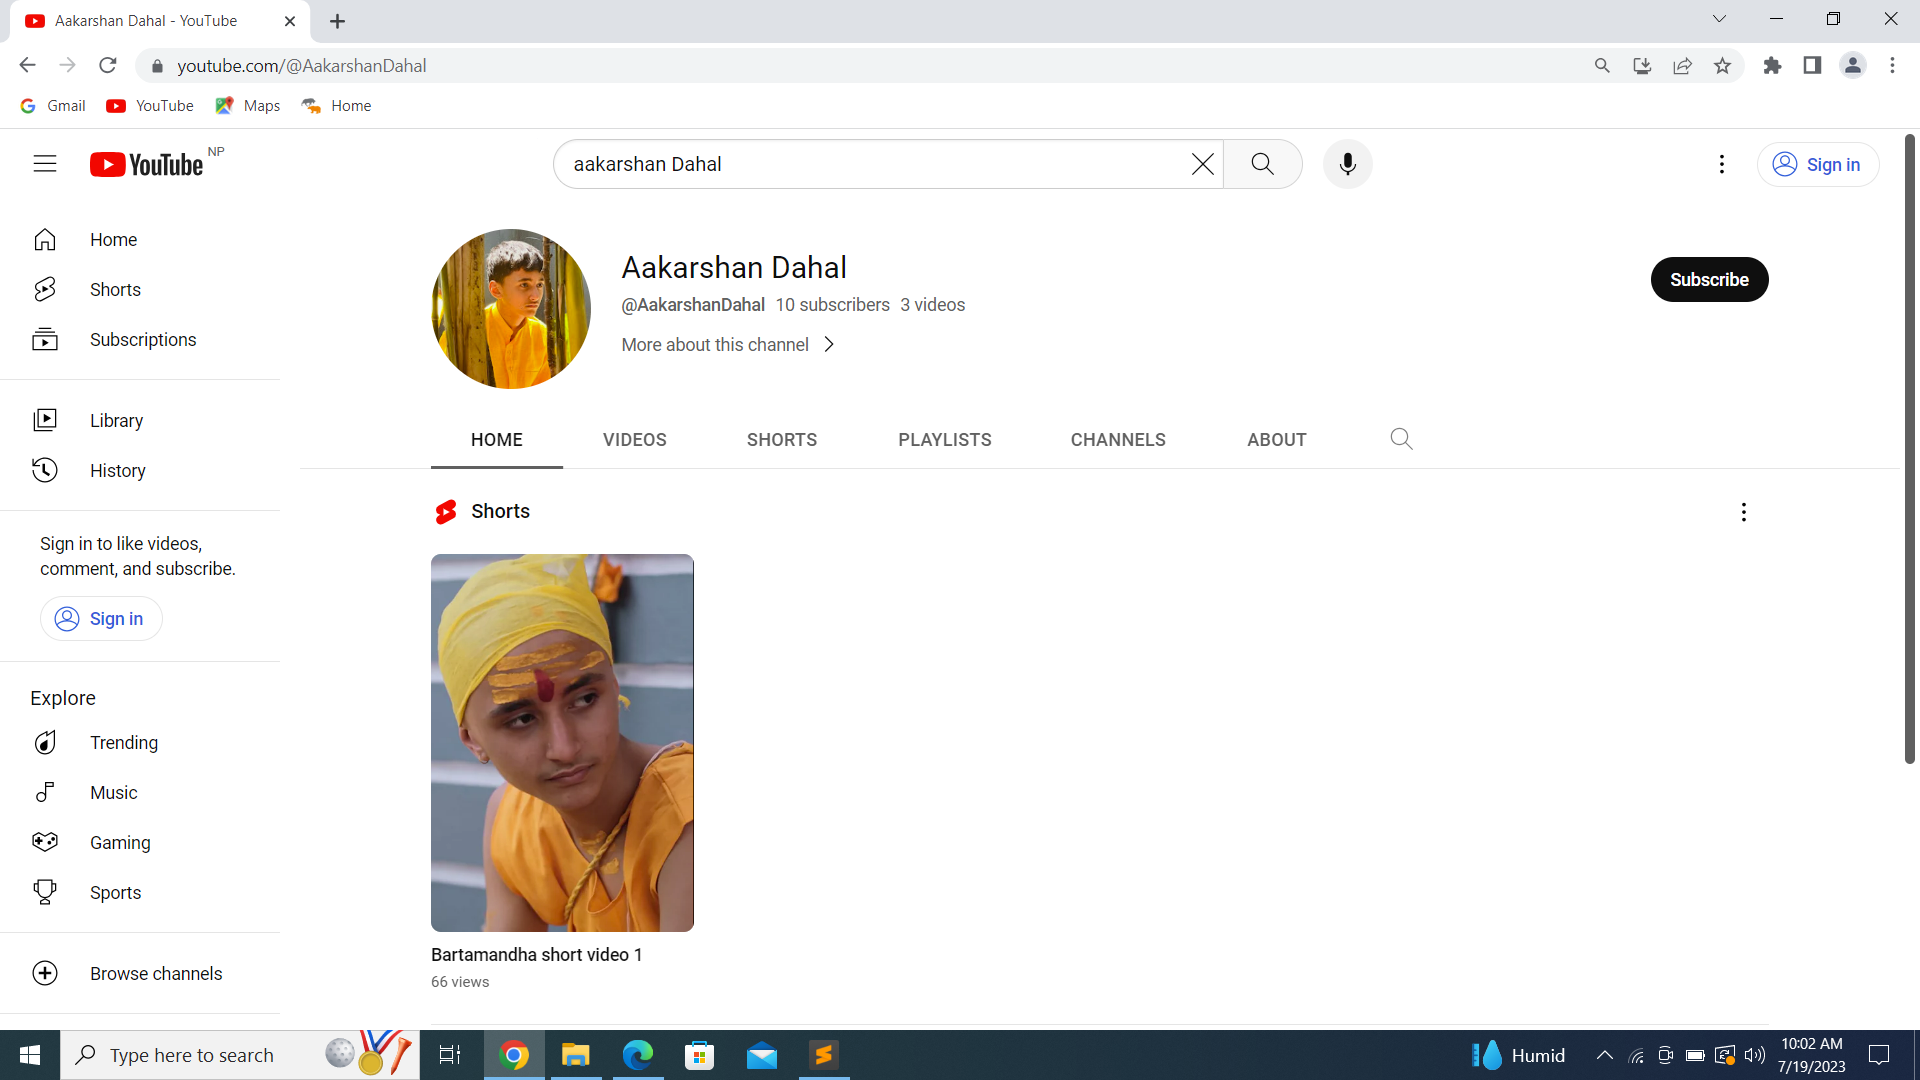 Aakarshan Dahal - YouTube
youtube.com/@AakarshanDahal
Gmail
YouTube
Maps
Home
YouTube NP
aakarshan Dahal
Sign in
Home
Shorts
Subscriptions
Library
History
Sign in to like videos,
comment, and subscribe.
Sign in
Explore
Trending
Music
Gaming
Sports
Browse channels
Aakarshan Dahal
@AakarshanDahal 10 subscribers 3 videos
More about this channel
Subscribe
HOME VIDEOS SHORTS PLAYLISTS CHANNELS ABOUT
Shorts
Bartamandha short video 1
66 views
Type here to search
Humid
10:02 AM
7/19/2023